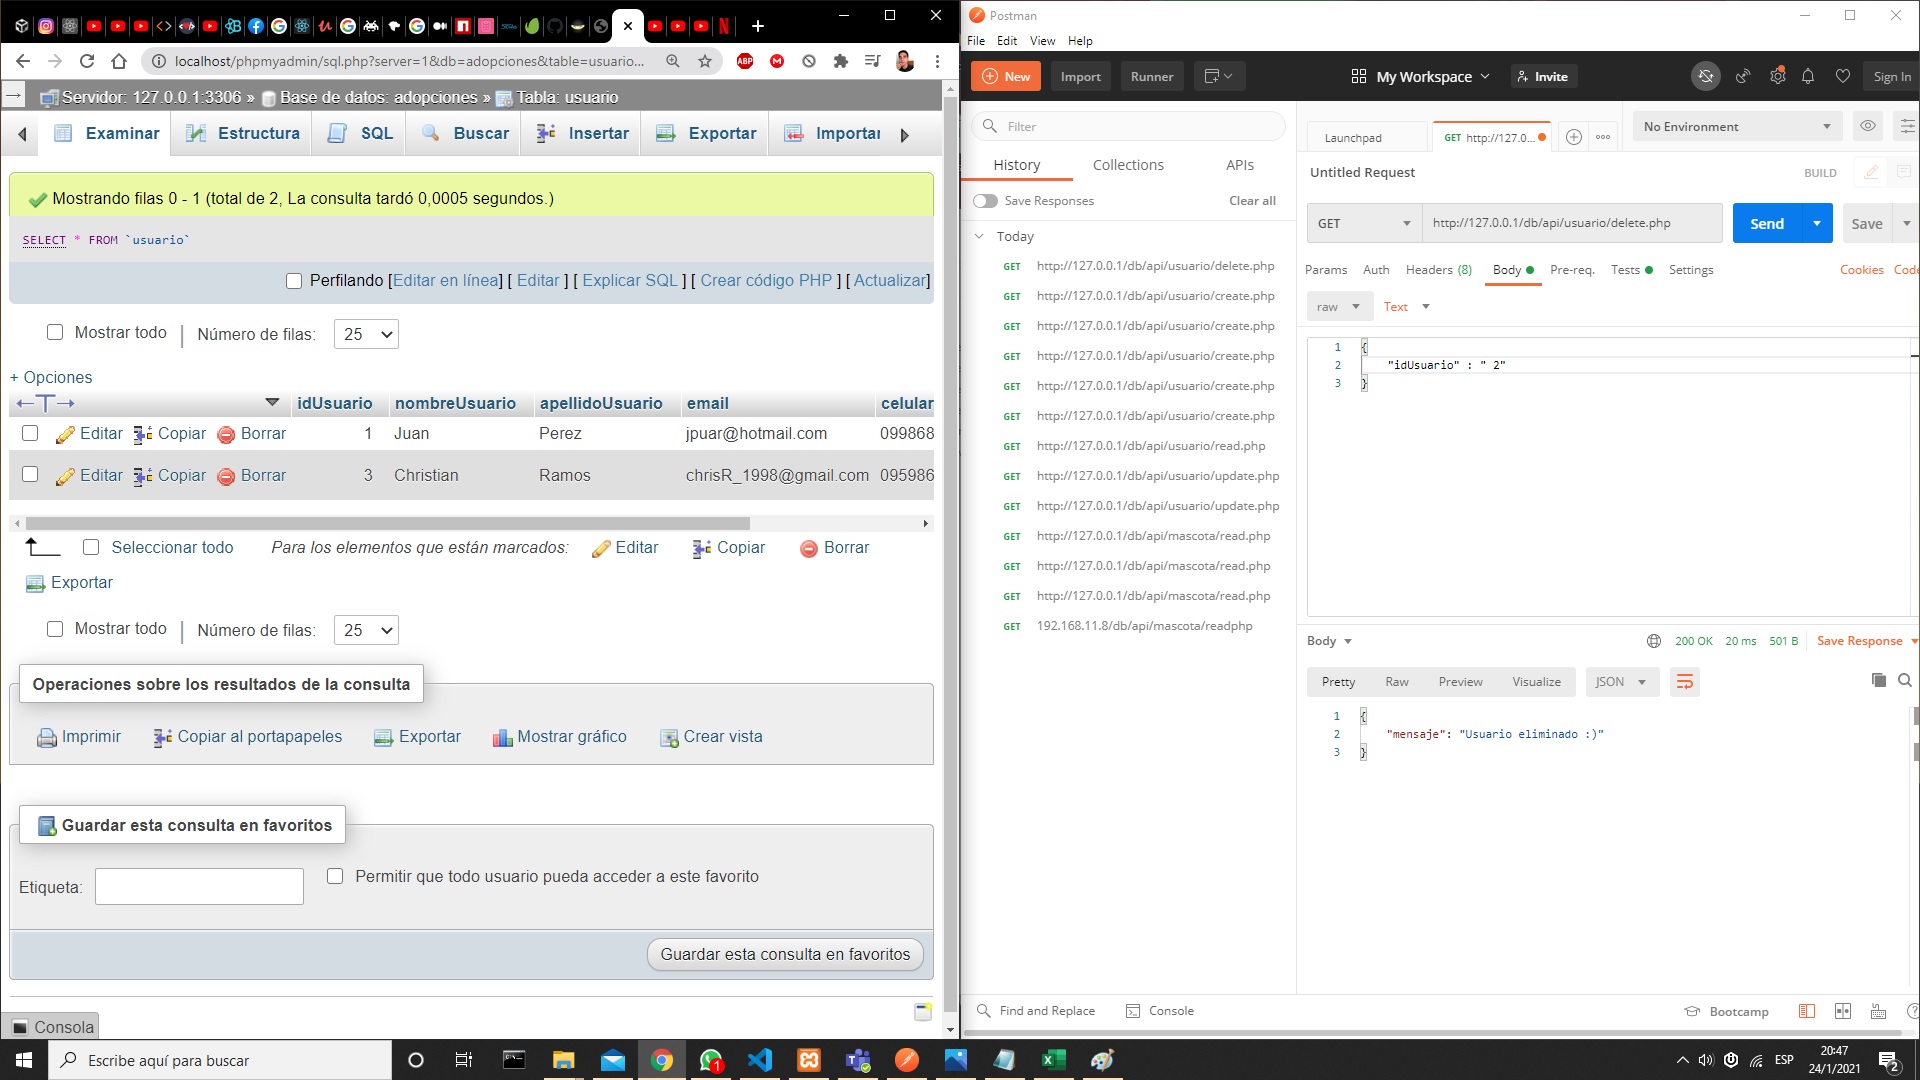 localhost/phpmyadmin/sql.php?server=1&db=adopciones&table=usuario...
Servidor: 127.0.0.1:3306 » Base de datos: adopciones » Tabla: usuario
Examinar Estructura SQL Buscar Insertar Exportar Importar
Mostrando filas 0 - 1 (total de 2, La consulta tardó 0,0005 segundos.)
SELECT * FROM `usuario`
Perfilando [Editar en línea] [ Editar ] [ Explicar SQL ] [ Crear código PHP ] [ Actualizar]
Mostrar todo | Número de filas: 25
+ Opciones
←T→ idUsuario nombreUsuario apellidoUsuario email celular
Editar Copiar Borrar 1 Juan Perez jpuar@hotmail.com 099868
Editar Copiar Borrar 3 Christian Ramos chrisR_1998@gmail.com 095986
Seleccionar todo Para los elementos que están marcados: Editar Copiar Borrar
Exportar
Mostrar todo | Número de filas: 25
Operaciones sobre los resultados de la consulta
Imprimir Copiar al portapapeles Exportar Mostrar gráfico Crear vista
Guardar esta consulta en favoritos
Etiqueta: Permitir que todo usuario pueda acceder a este favorito
Guardar esta consulta en favoritos
Consola
Postman
File Edit View Help
New Import Runner My Workspace Invite Sign In
Filter
History Collections APIs
Save Responses Clear all
Today
GET http://127.0.0.1/db/api/usuario/delete.php
GET http://127.0.0.1/db/api/usuario/create.php
GET http://127.0.0.1/db/api/usuario/create.php
GET http://127.0.0.1/db/api/usuario/create.php
GET http://127.0.0.1/db/api/usuario/create.php
GET http://127.0.0.1/db/api/usuario/create.php
GET http://127.0.0.1/db/api/usuario/read.php
GET http://127.0.0.1/db/api/usuario/update.php
GET http://127.0.0.1/db/api/usuario/update.php
GET http://127.0.0.1/db/api/mascota/read.php
GET http://127.0.0.1/db/api/mascota/read.php
GET http://127.0.0.1/db/api/mascota/read.php
GET 192.168.11.8/db/api/mascota/readphp
Launchpad GET http://127.0... No Environment
Untitled Request BUILD
GET http://127.0.0.1/db/api/usuario/delete.php Send Save
Params Auth Headers (8) Body Pre-req. Tests Settings Cookies Code
raw Text
1 {
2 "idUsuario" : " 2"
3 }
Body 200 OK 20 ms 501 B Save Response
Pretty Raw Preview Visualize JSON
1 {
2 "mensaje": "Usuario eliminado :)"
3 }
Find and Replace Console Bootcamp
Escribe aquí para buscar
ESP
20:47
24/1/2021